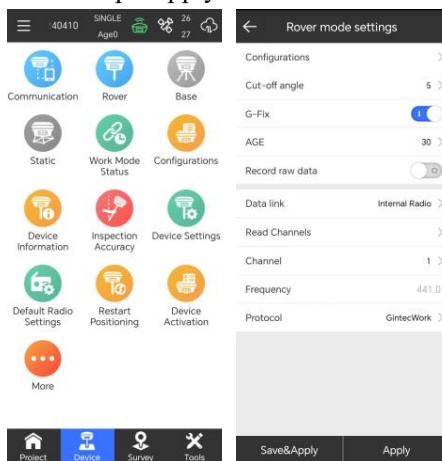 40410 SINGLE Age0 26 27
Communication Rover Base
Static Work Mode Status Configurations
Device Information Inspection Accuracy Device Settings
Default Radio Settings Restart Positioning Device Activation
More
Project Device Survey Tools
Rover mode settings
Configurations
Cut-off angle 5
G-Fix
AGE 30
Record raw data
Data link Internal Radio
Read Channels
Channel 1
Frequency 441.0
Protocol GintecWork
Save&Apply Apply